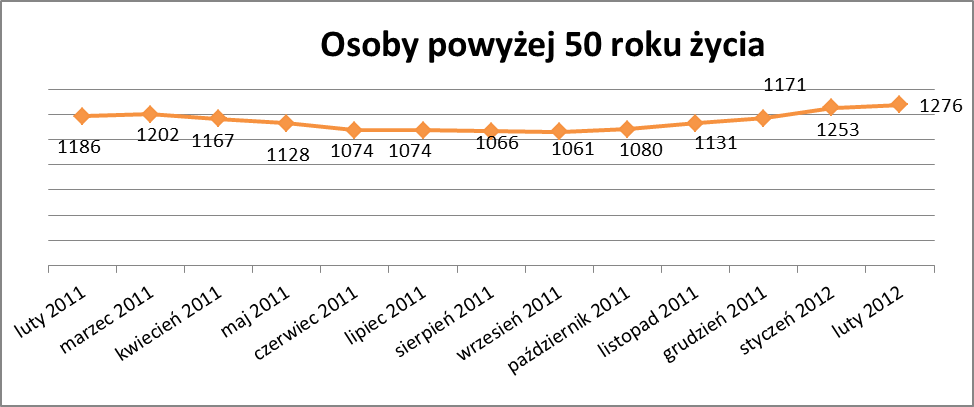 Osoby powyżej 50 roku życia
1186
1202
1167
1128
1074
1074
1066
1061
1080
1131
1171
1253
1276
luty 2011
marzec 2011
kwiecień 2011
maj 2011
czerwiec 2011
lipiec 2011
sierpień 2011
wrzesień 2011
październik 2011
listopad 2011
grudzień 2011
styczeń 2012
luty 2012